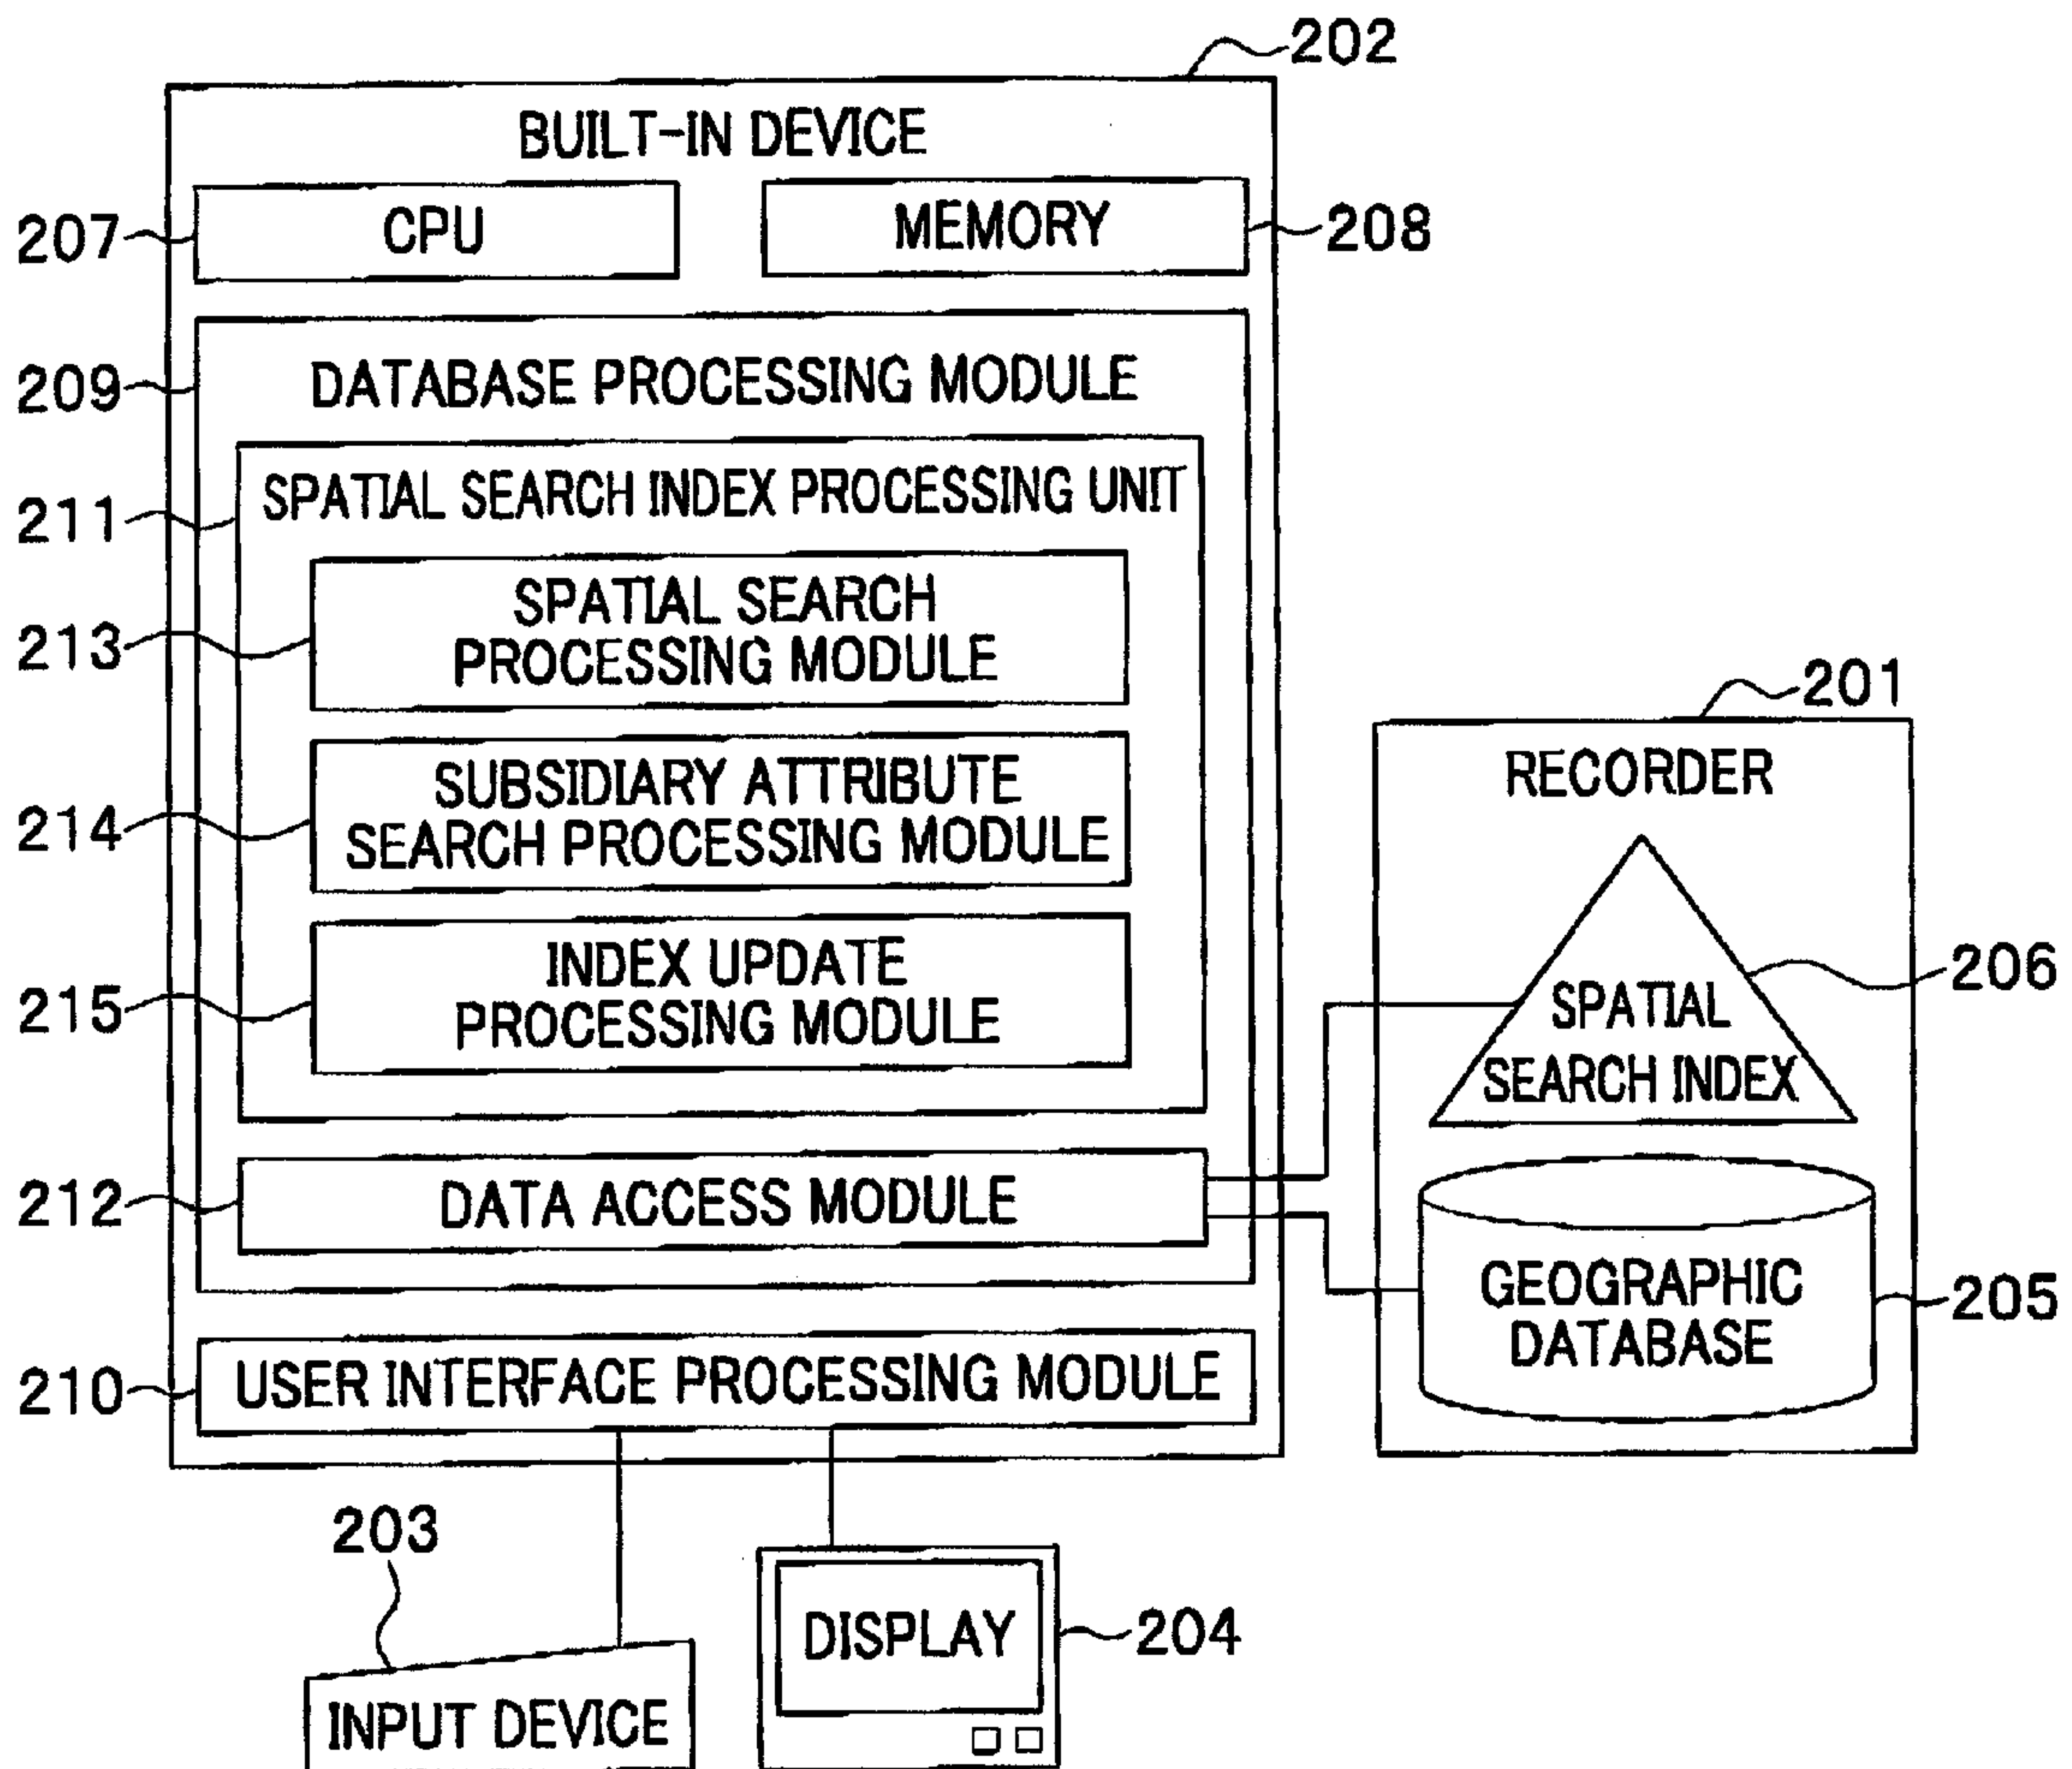 202
BUILT-IN DEVICE
207
CPU
MEMORY
208
209
DATABASE PROCESSING MODULE
211
SPATIAL SEARCH INDEX PROCESSING UNIT
213
SPATIAL SEARCH
PROCESSING MODULE
214
SUBSIDIARY ATTRIBUTE
SEARCH PROCESSING MODULE
215
INDEX UPDATE
PROCESSING MODULE
212
DATA ACCESS MODULE
210
USER INTERFACE PROCESSING MODULE
201
RECORDER
206
SPATIAL
SEARCH INDEX
GEOGRAPHIC
DATABASE
205
203
INPUT DEVICE
DISPLAY
204